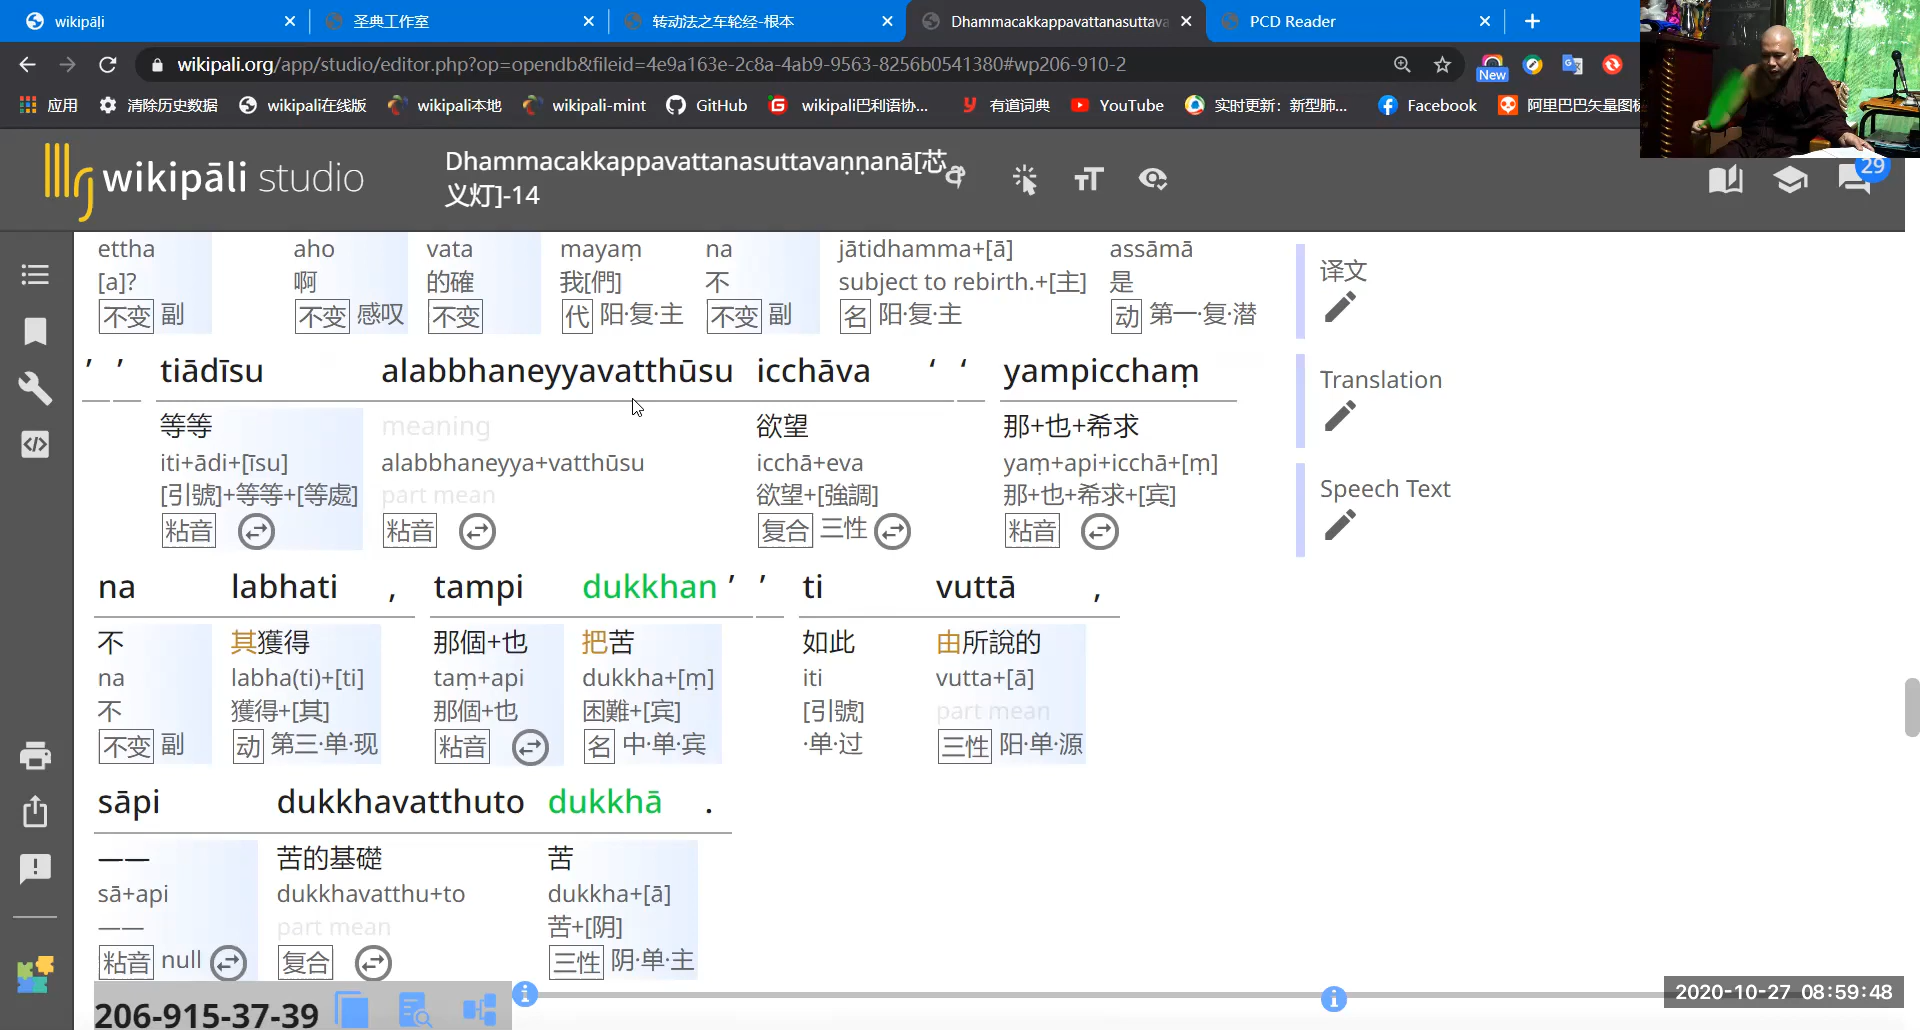 wikipāli
圣典工作室
转动法之车轮经-根本
Dhammacakkappavattanasuttava
PCD Reader
wikipali.org/app/studio/editor.php?op=opendb&fileid=4e9a163e-2c8a-4ab9-9563-8256b0541380#wp206-910-2
New
应用 清除历史数据 wikipali在线版 wikipali本地 wikipali-mint GitHub wikipali巴利语协... 有道词典 YouTube 实时更新：新型肺... Facebook 阿里巴巴矢量图标
wikipāli studio
Dhammacakkappavattanasuttavaṇṇanā[芯
义灯]-14
29
ettha aho vata mayaṃ na jātidhamma+[ā] assāmā
[a]? 啊 的確 我[們] 不 subject to rebirth.+[主] 是
不变 副 不变 感叹 不变 代 阳·复·主 不变 副 名 阳·复·主 动 第一·复·潜
译文
’ ’ tiādīsu alabbhaneyyavatthūsu icchāva ‘ ‘ yampicchaṃ
等等 meaning 欲望 那+也+希求
iti+ādi+[īsu] alabbhaneyya+vatthūsu icchā+eva yaṃ+api+icchā+[ṃ]
[引號]+等等+[等處] part mean 欲望+[強調] 那+也+希求+[宾]
粘音 粘音 复合 三性 粘音
Translation
Speech Text
na labhati , tampi dukkhan ’ ’ ti vuttā ,
不 其獲得 那個+也 把苦 如此 由所說的
na labha(ti)+[ti] taṃ+api dukkha+[ṃ] iti vutta+[ā]
不 獲得+[其] 那個+也 困難+[宾] [引號] part mean
不变 副 动 第三·单·现 粘音 名 中·单·宾 ·单·过 三性 阳·单·源
sāpi dukkhavatthuto dukkhā .
—— 苦的基礎 苦
sā+api dukkhavatthu+to dukkha+[ā]
—— part mean 苦+[阴]
粘音 null 复合 三性 阴·单·主
206-915-37-39
2020-10-27 08:59:48